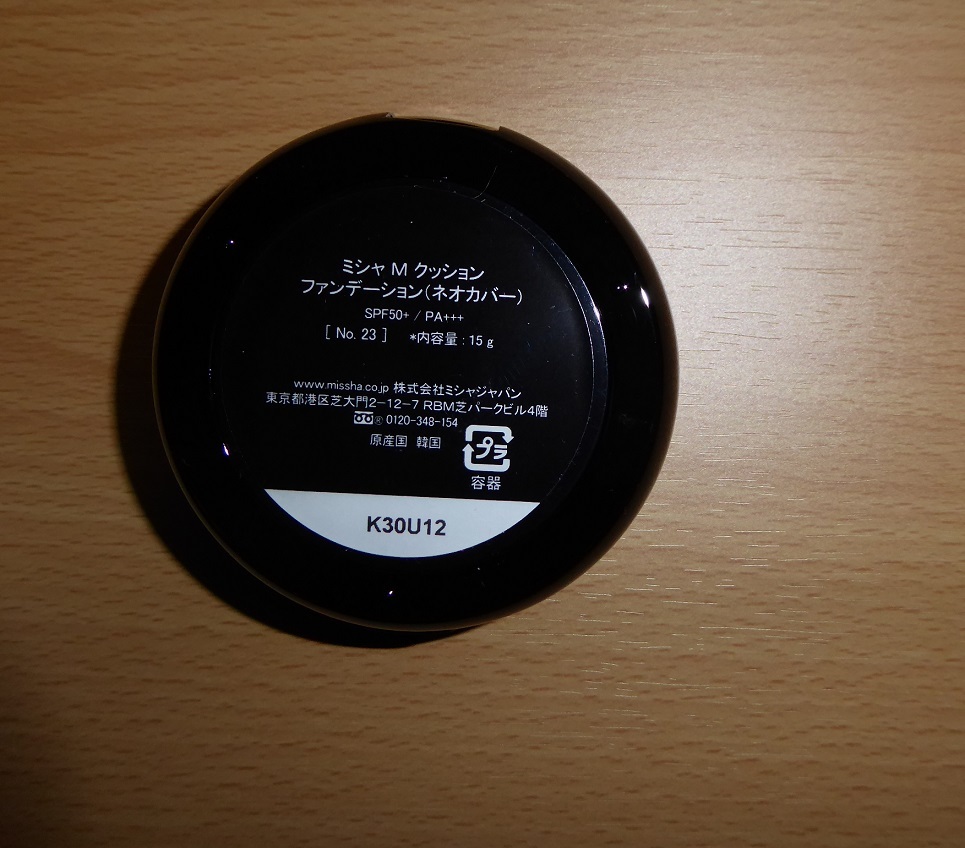 ミシャ M クッション
ファンデーション(ネオカバー)
SPF50+ / PA+++
[ No. 23 ] *内容量 : 15 g
www.missha.co.jp 株式会社ミシャジャパン
東京都港区芝大門2-12-7 RBM芝パークビル4階
® 0120-348-154
原産国 韓国
プラ
容器
K30U12